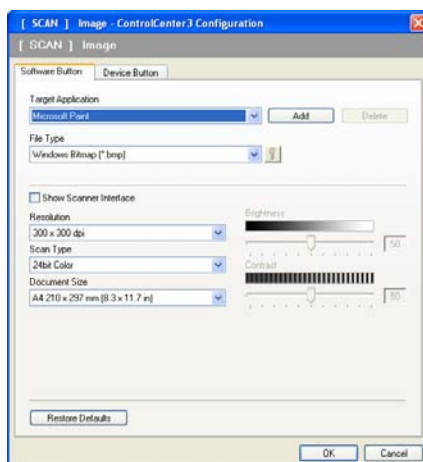 [ SCAN ]  Image - ControlCenter3 Configuration
[ SCAN ]  Image
Software Button  Device Button
Target Application
Microsoft Paint  Add  Delete
File Type
Windows Bitmap (*.bmp)
Show Scanner Interface
Resolution  Brightness
300 x 300 dpi  50
Scan Type
24bit Color  Contrast
Document Size
A4 210 x 297 mm (8.3 x 11.7 in)  50
Restore Defaults
OK  Cancel